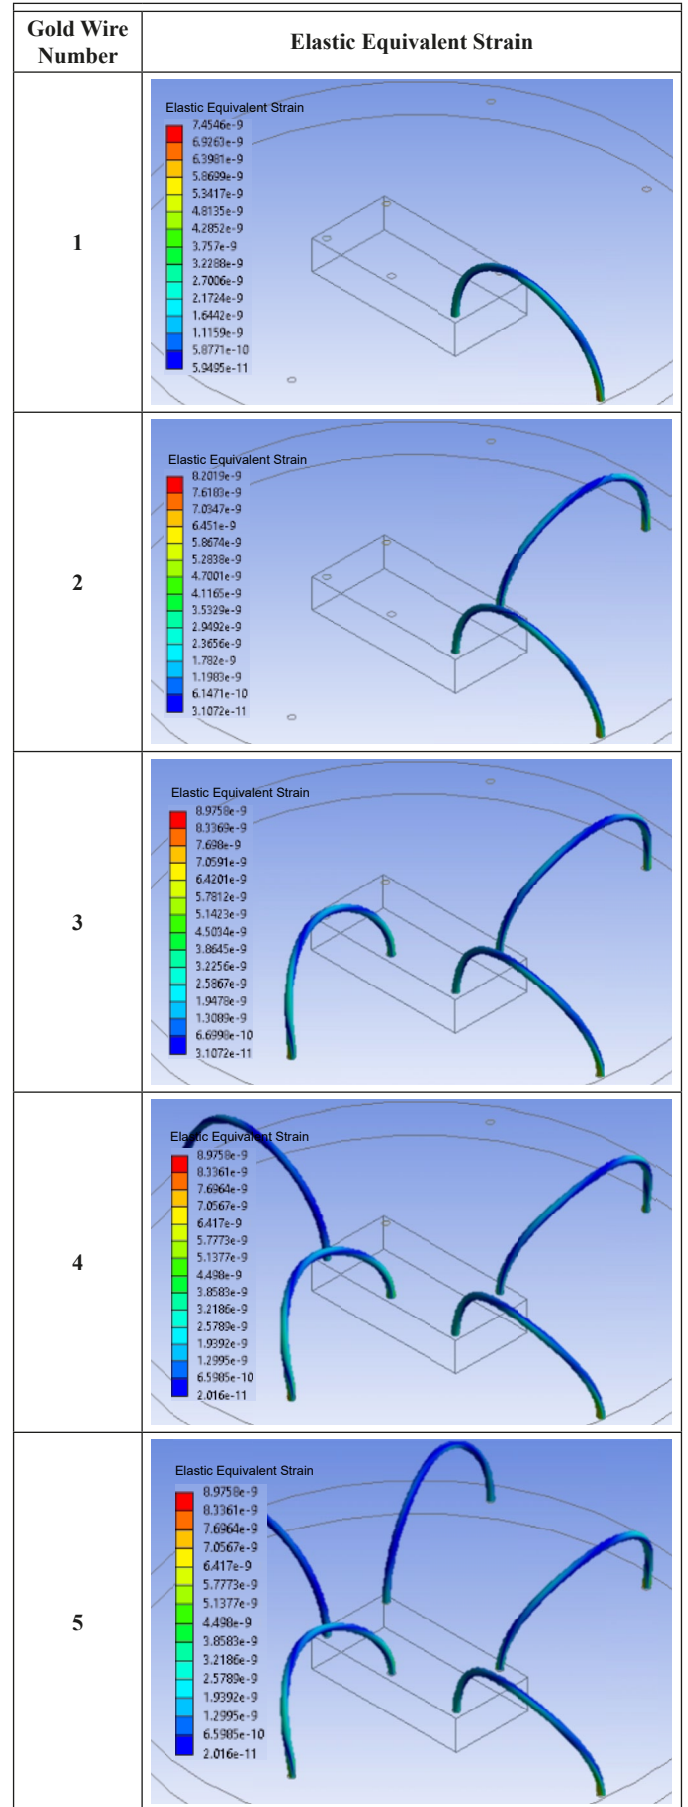 Gold Wire
Number
Elastic Equivalent Strain
1
Elastic Equivalent Strain
7.4546e-9
6.9263e-9
6.3981e-9
5.8699e-9
5.3417e-9
4.8135e-9
4.2852e-9
3.757e-9
3.2288e-9
2.7006e-9
2.1724e-9
1.6442e-9
1.1159e-9
5.8771e-10
5.9495e-11
2
Elastic Equivalent Strain
8.2019e-9
7.6183e-9
7.0347e-9
6.451e-9
5.8674e-9
5.2838e-9
4.7001e-9
4.1165e-9
3.5329e-9
2.9492e-9
2.3656e-9
1.782e-9
1.1983e-9
6.1471e-10
3.1072e-11
3
Elastic Equivalent Strain
8.9758e-9
8.3369e-9
7.698e-9
7.0591e-9
6.4201e-9
5.7812e-9
5.1423e-9
4.5034e-9
3.8645e-9
3.2256e-9
2.5867e-9
1.9478e-9
1.3089e-9
6.6998e-10
3.1072e-11
4
Elastic Equivalent Strain
8.9758e-9
8.3361e-9
7.6964e-9
7.0567e-9
6.417e-9
5.7773e-9
5.1377e-9
4.498e-9
3.8583e-9
3.2186e-9
2.5789e-9
1.9392e-9
1.2995e-9
6.5985e-10
2.016e-11
5
Elastic Equivalent Strain
8.9758e-9
8.3361e-9
7.6964e-9
7.0567e-9
6.417e-9
5.7773e-9
5.1377e-9
4.498e-9
3.8583e-9
3.2186e-9
2.5789e-9
1.9392e-9
1.2995e-9
6.5985e-10
2.016e-11